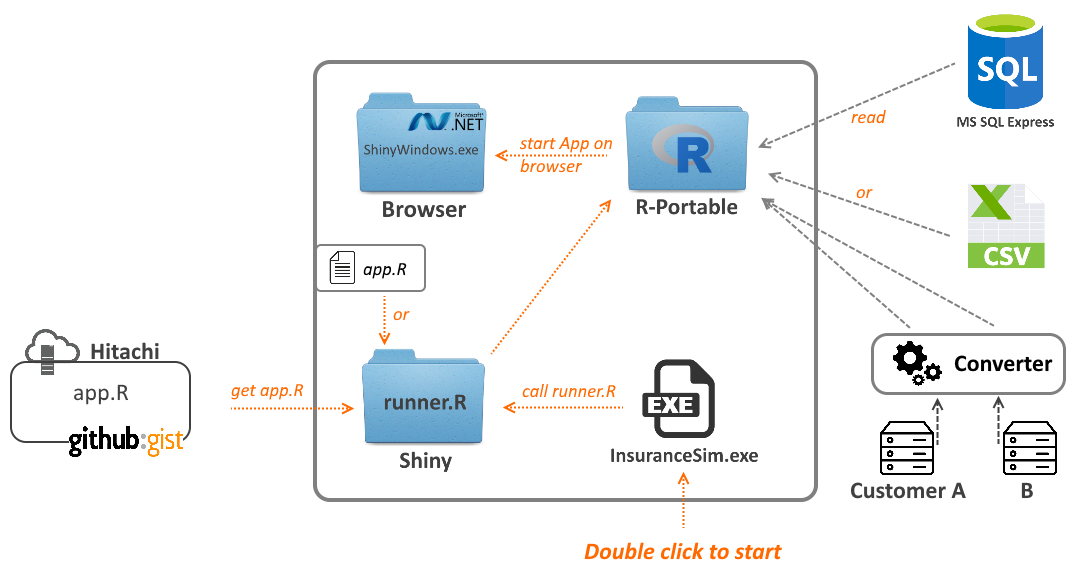 SQL
MS SQL Express
read
Microsoft®
.NET
ShinyWindows.exe
Browser
start App on
browser
R
R-Portable
or
X
CSV
app.R
or
Hitachi
app.R
github:gist
get app.R
runner.R
Shiny
call runner.R
EXE
InsuranceSim.exe
Converter
Customer A
B
Double click to start